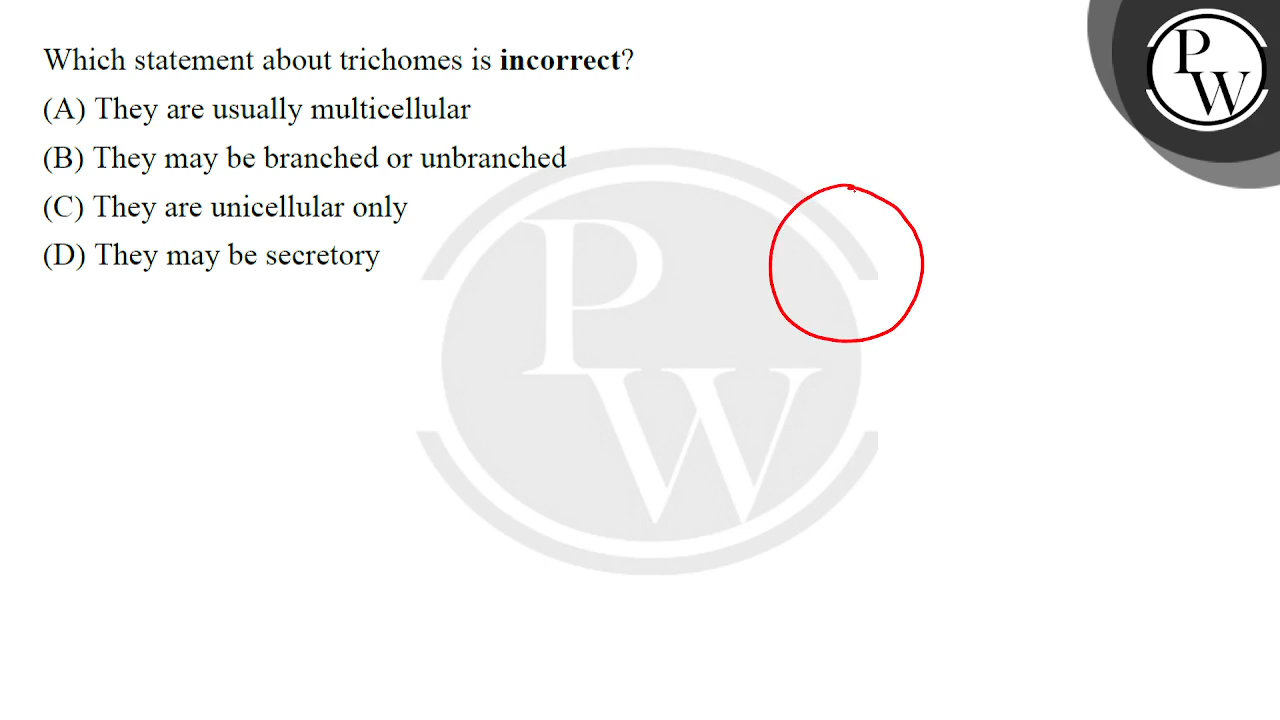 Which statement about trichomes is incorrect?
(A) They are usually multicellular
(B) They may be branched or unbranched
(C) They are unicellular only
(D) They may be secretory
P
W
P
W